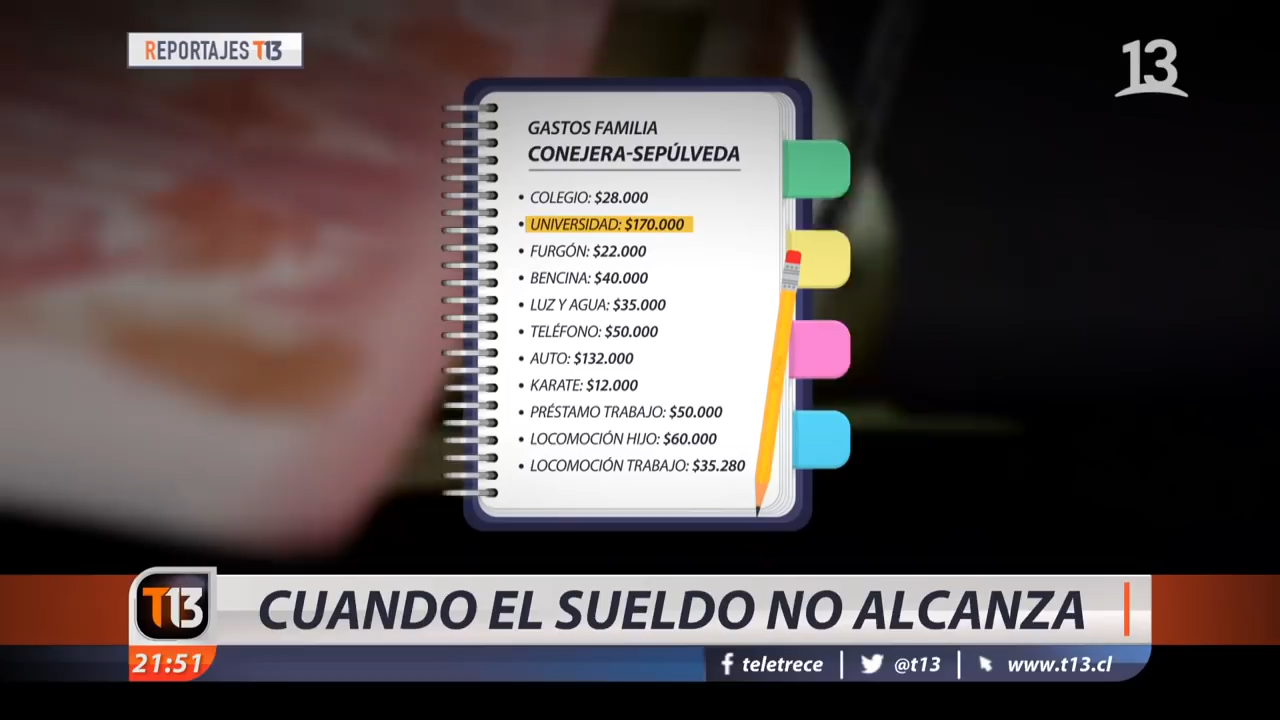 REPORTAJES T13
13
GASTOS FAMILIA
CONEJERA-SEPÚLVEDA
• COLEGIO: $28.000
• UNIVERSIDAD: $170.000
• FURGÓN: $22.000
• BENCINA: $40.000
• LUZ Y AGUA: $35.000
• TELÉFONO: $50.000
• AUTO: $132.000
• KARATE: $12.000
• PRÉSTAMO TRABAJO: $50.000
• LOCOMOCIÓN HIJO: $60.000
• LOCOMOCIÓN TRABAJO: $35.280
T13
CUANDO EL SUELDO NO ALCANZA
21:51
teletrece
@t13
www.t13.cl